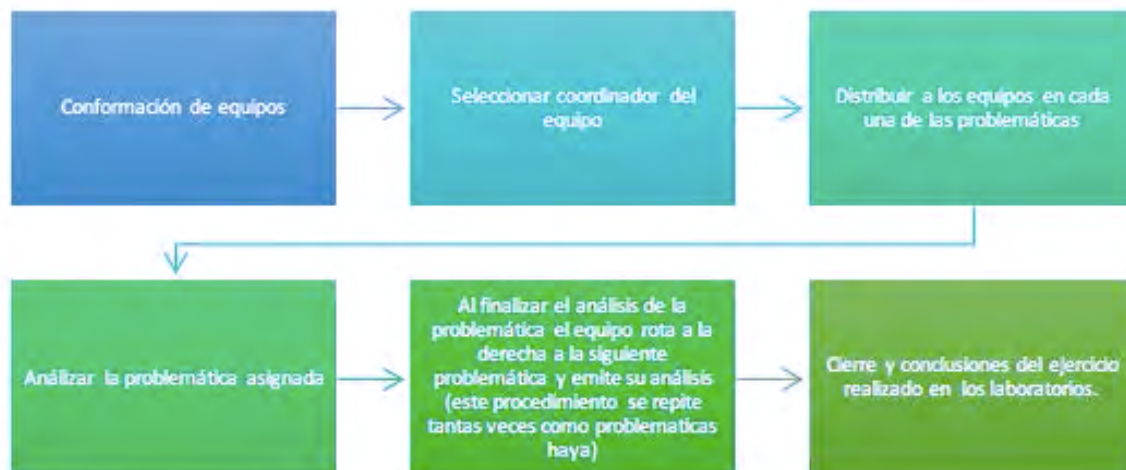 Conformación de equipos
Seleccionar coordinador del
equipo
Distribuir a los equipos en cada
una de las problemáticas
Análizar la problemática asignada
Al finalizar el análisis de la
problemática el equipo rota a la
derecha a la siguiente
problemática y emite su análisis
(este procedimiento se repite
tantas veces como problematicas
haya)
Cierre y conclusiones del ejercicio
realizado en los laboratorios.